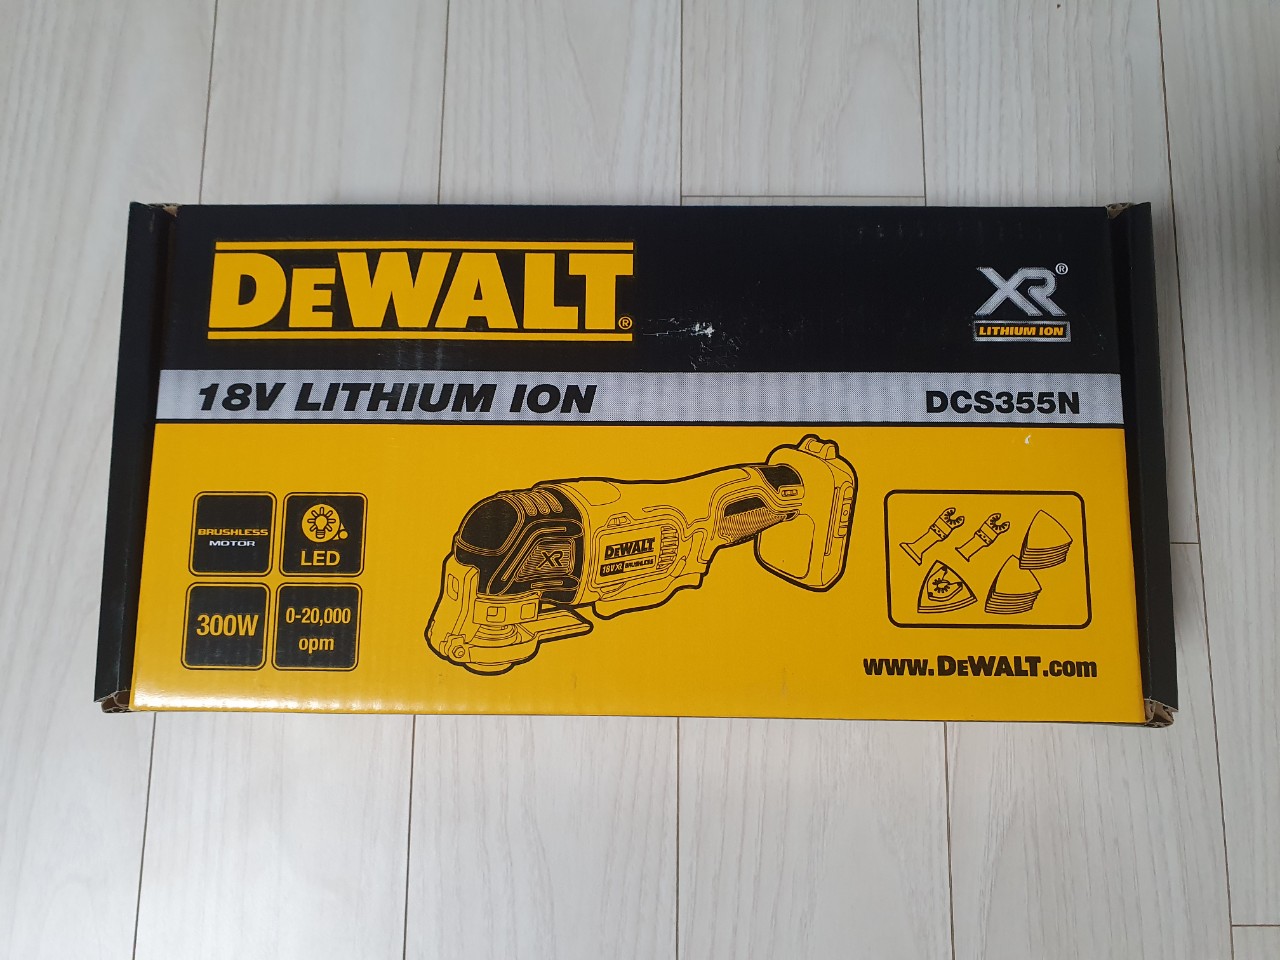 DEWALT®
XR®
LITHIUM ION
18V LITHIUM ION
DCS355N
BRUSHLESS
MOTOR
LED
300W
0-20,000
opm
XR
DEWALT
18V XR BRUSHLESS
www.DEWALT.com